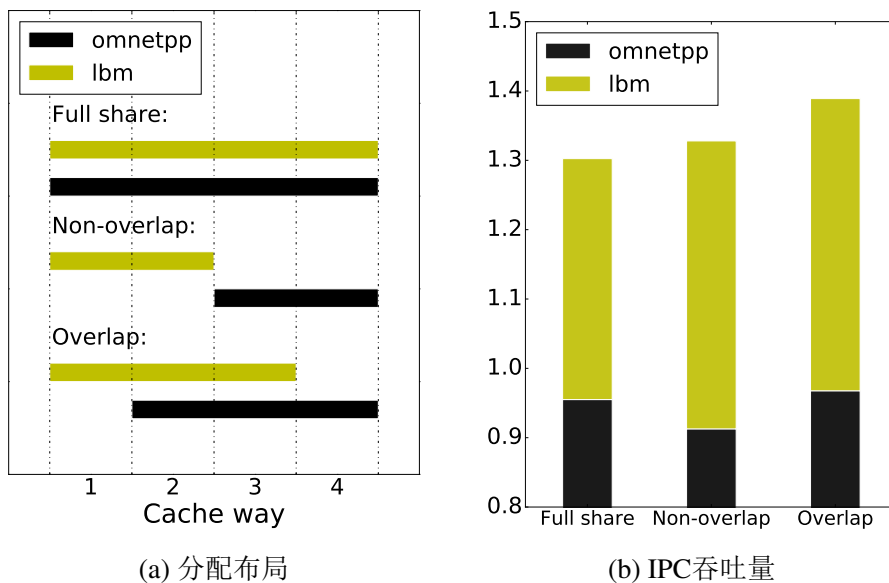 omnetpp
lbm
Full share:
Non-overlap:
Overlap:
1 2 3 4
Cache way
(a) 分配布局
1.5
1.4
1.3
1.2
1.1
1.0
0.9
0.8
omnetpp
lbm
Full share Non-overlap Overlap
(b) IPC吞吐量